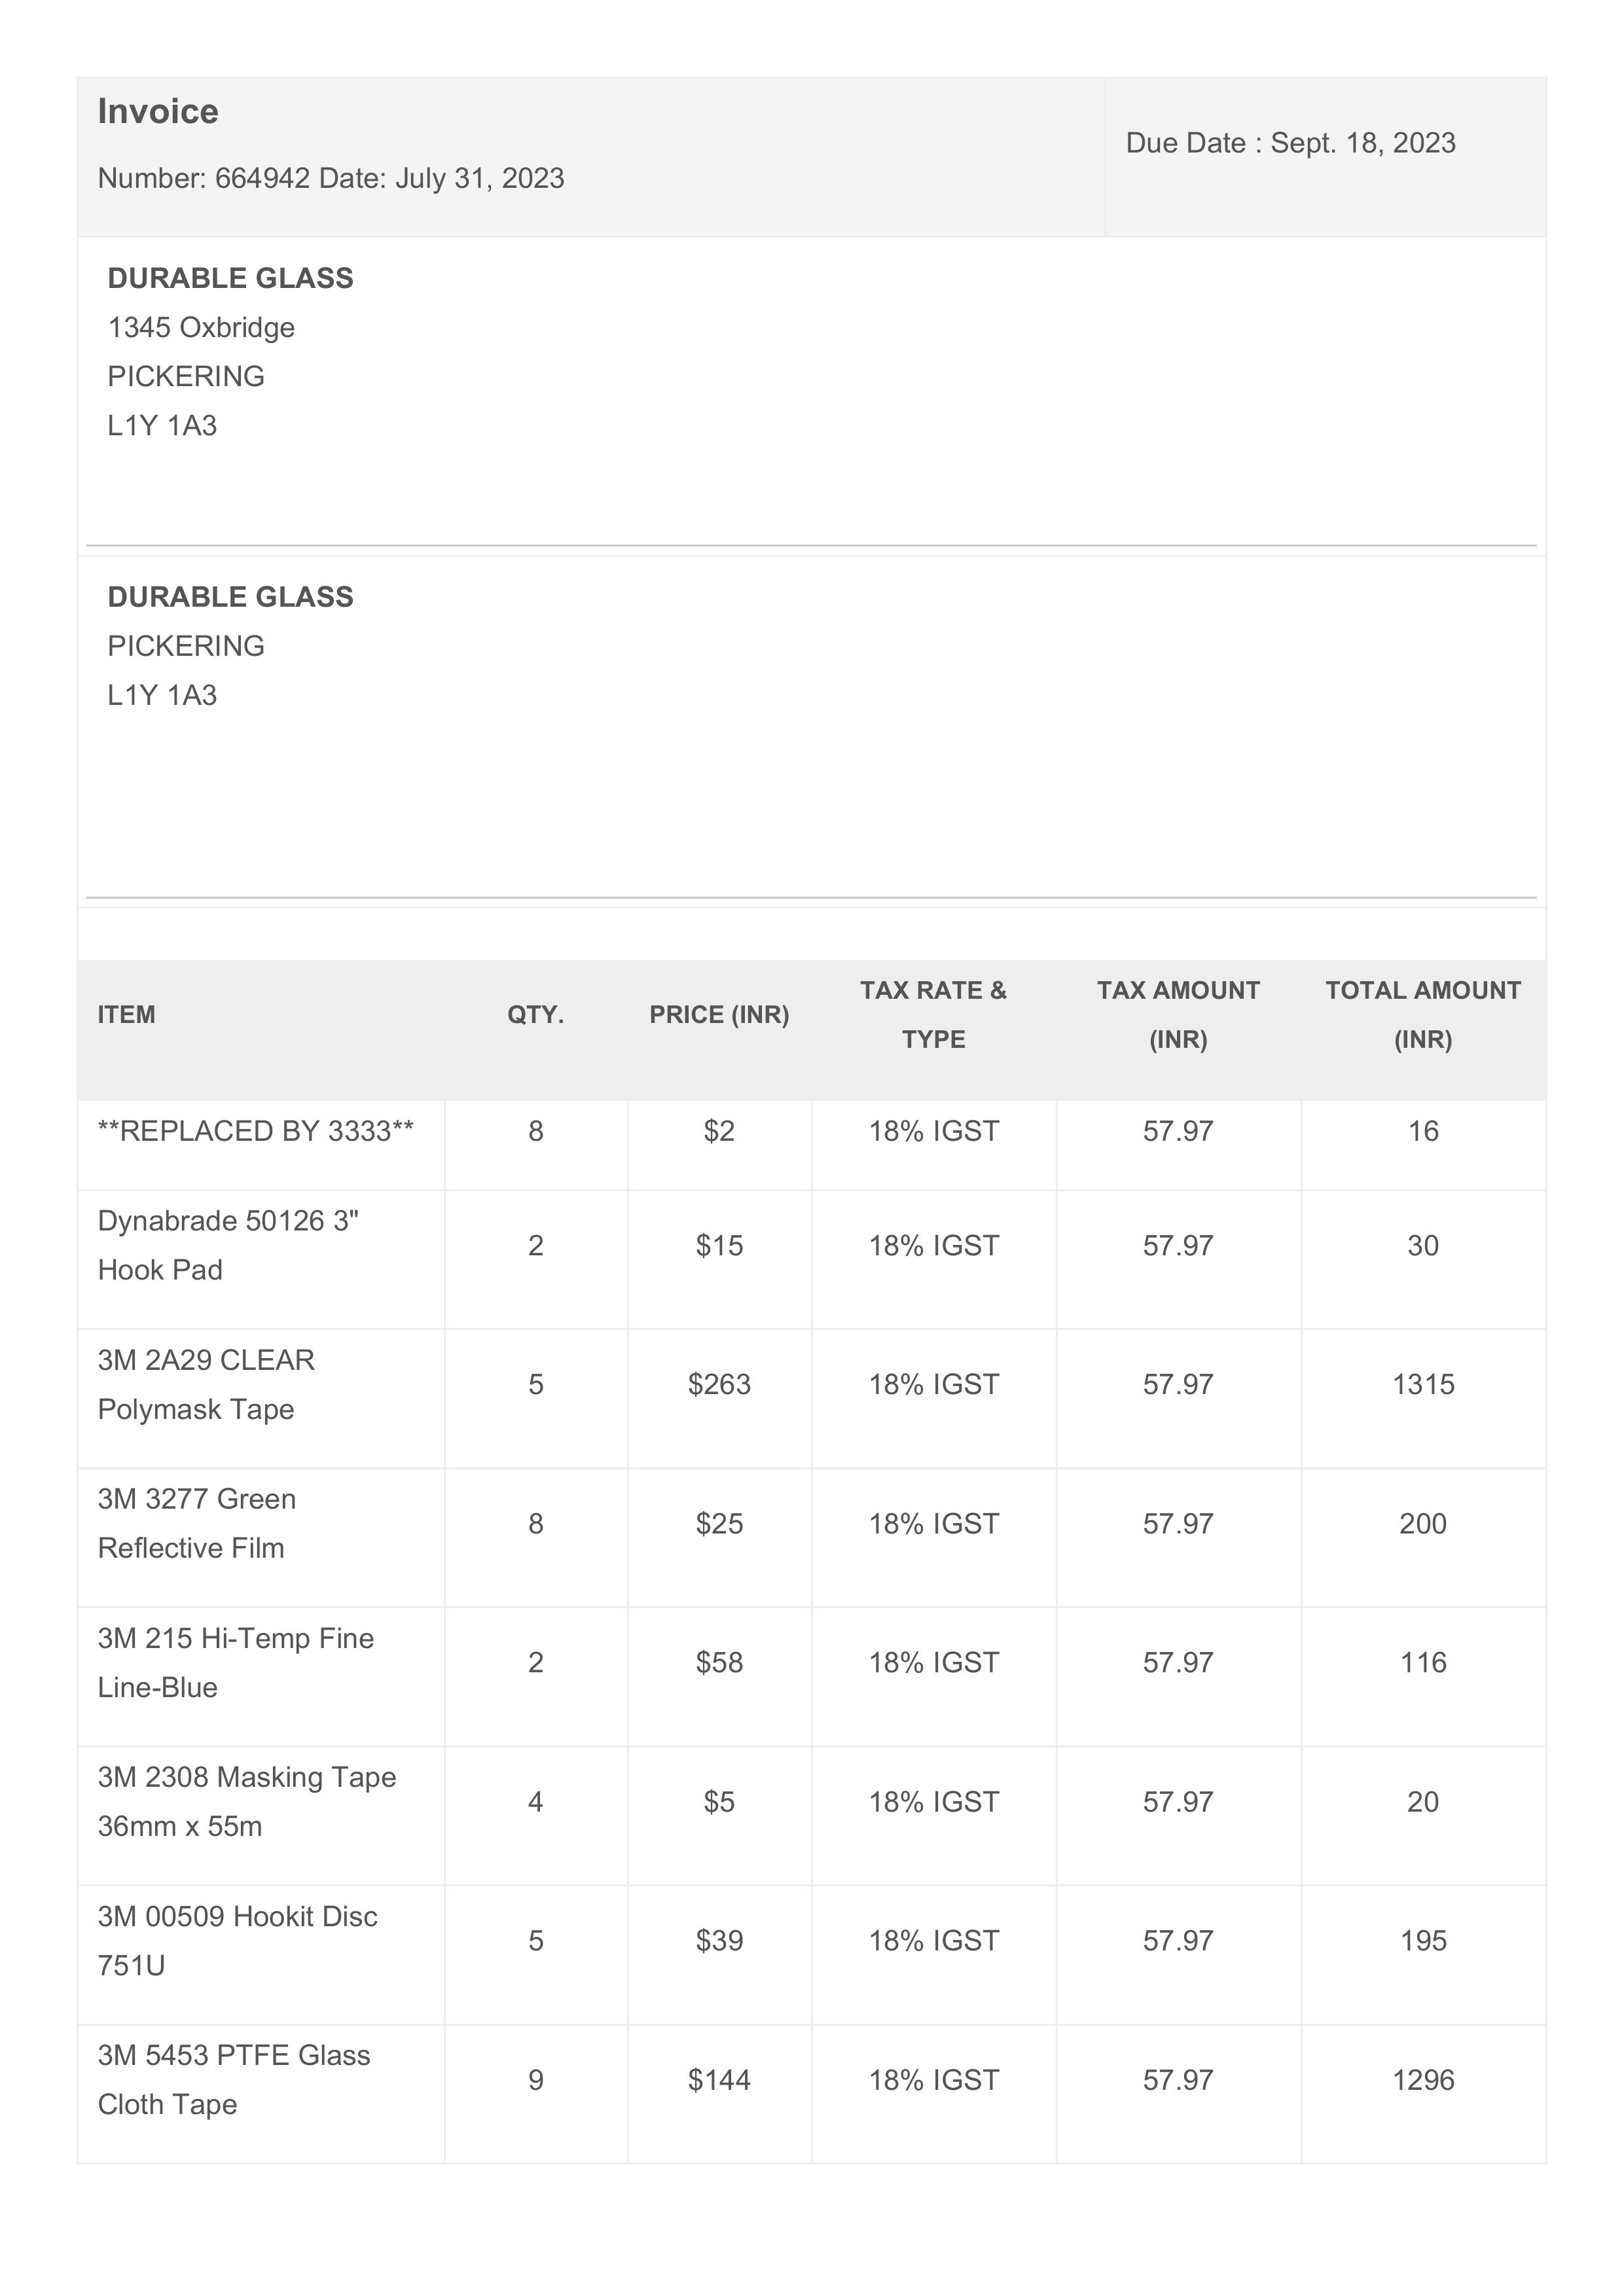 Invoice
Number: 664942 Date: July 31, 2023
Due Date : Sept. 18, 2023
DURABLE GLASS
1345 Oxbridge
PICKERING
L1Y 1A3
DURABLE GLASS
PICKERING
L1Y 1A3
ITEM QTY. PRICE (INR) TAX RATE & TYPE TAX AMOUNT (INR) TOTAL AMOUNT (INR)
**REPLACED BY 3333** 8 $2 18% IGST 57.97 16
Dynabrade 50126 3"
Hook Pad
2 $15 18% IGST 57.97 30
3M 2A29 CLEAR
Polymask Tape
5 $263 18% IGST 57.97 1315
3M 3277 Green
Reflective Film
8 $25 18% IGST 57.97 200
3M 215 Hi-Temp Fine
Line-Blue
2 $58 18% IGST 57.97 116
3M 2308 Masking Tape
36mm x 55m
4 $5 18% IGST 57.97 20
3M 00509 Hookit Disc
751U
5 $39 18% IGST 57.97 195
3M 5453 PTFE Glass
Cloth Tape
9 $144 18% IGST 57.97 1296